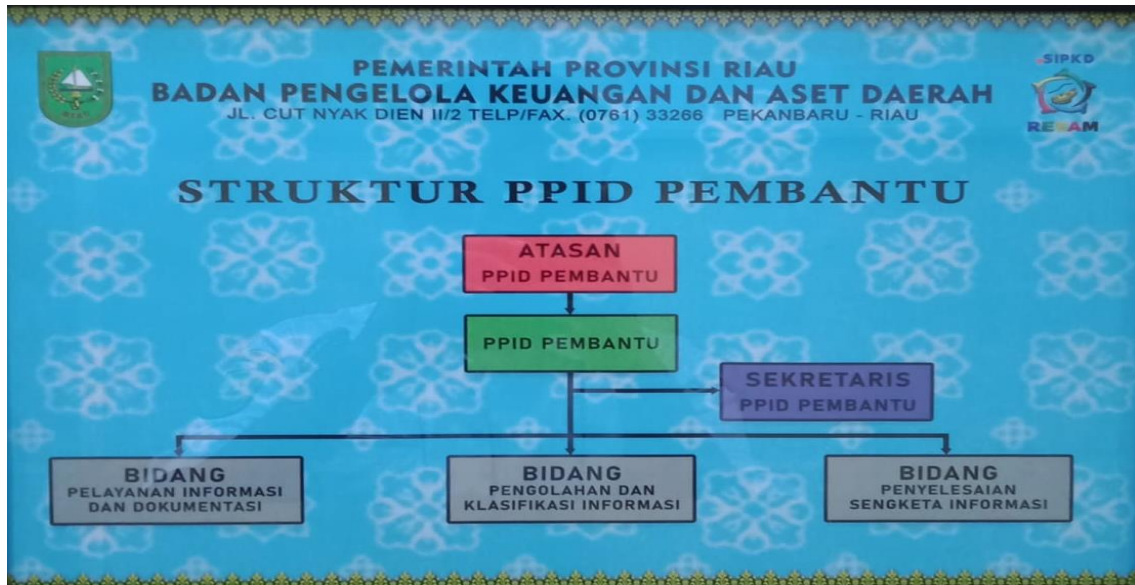 PEMERINTAH PROVINSI RIAU
BADAN PENGELOLA KEUANGAN DAN ASET DAERAH
JL. CUT NYAK DIEN II/2 TELP/FAX. (0761) 33266 PEKANBARU - RIAU
RIAU
SIPKD
STRUKTUR PPID PEMBANTU
ATASAN
PPID PEMBANTU
PPID PEMBANTU
SEKRETARIS
PPID PEMBANTU
BIDANG
PELAYANAN INFORMASI
DAN DOKUMENTASI
BIDANG
PENGOLAHAN DAN
KLASIFIKASI INFORMASI
BIDANG
PENYELESAIAN
SENGKETA INFORMASI